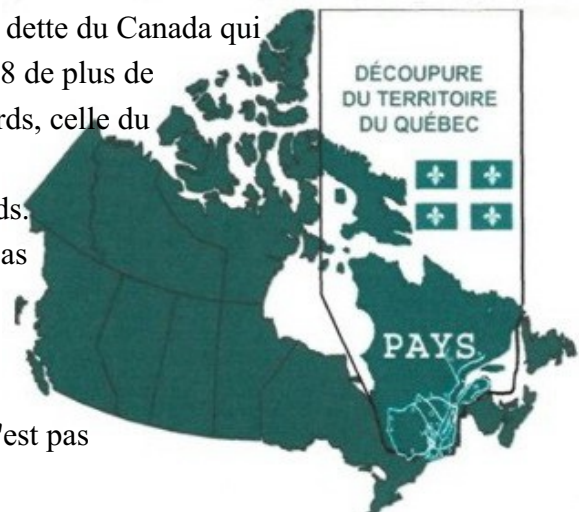 dette du Canada qui
8 de plus de
rds, celle du
ds.
as
'est pas
DÉCOUPURE
DU TERRITOIRE
DU QUÉBEC
PAYS